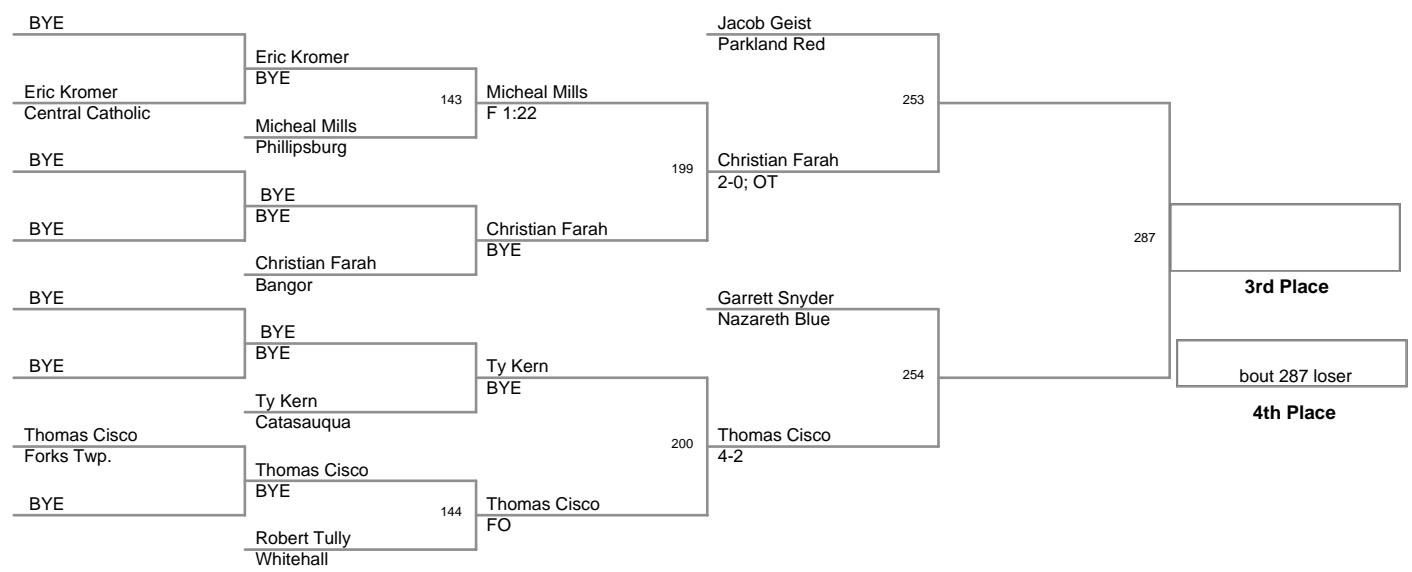 BYE
Eric Kromer
Central Catholic
BYE
BYE
BYE
BYE
Thomas Cisco
Forks Twp.
BYE
Eric Kromer
BYE
143
Micheal Mills
Phillipsburg
BYE
BYE
Christian Farah
Bangor
BYE
BYE
Ty Kern
Catasauqua
Thomas Cisco
BYE
144
Robert Tully
Whitehall
Micheal Mills
F 1:22
199
Christian Farah
BYE
Ty Kern
BYE
200
Thomas Cisco
FO
Jacob Geist
Parkland Red
253
Christian Farah
2-0; OT
Garrett Snyder
Nazareth Blue
254
Thomas Cisco
4-2
287
3rd Place
bout 287 loser
4th Place